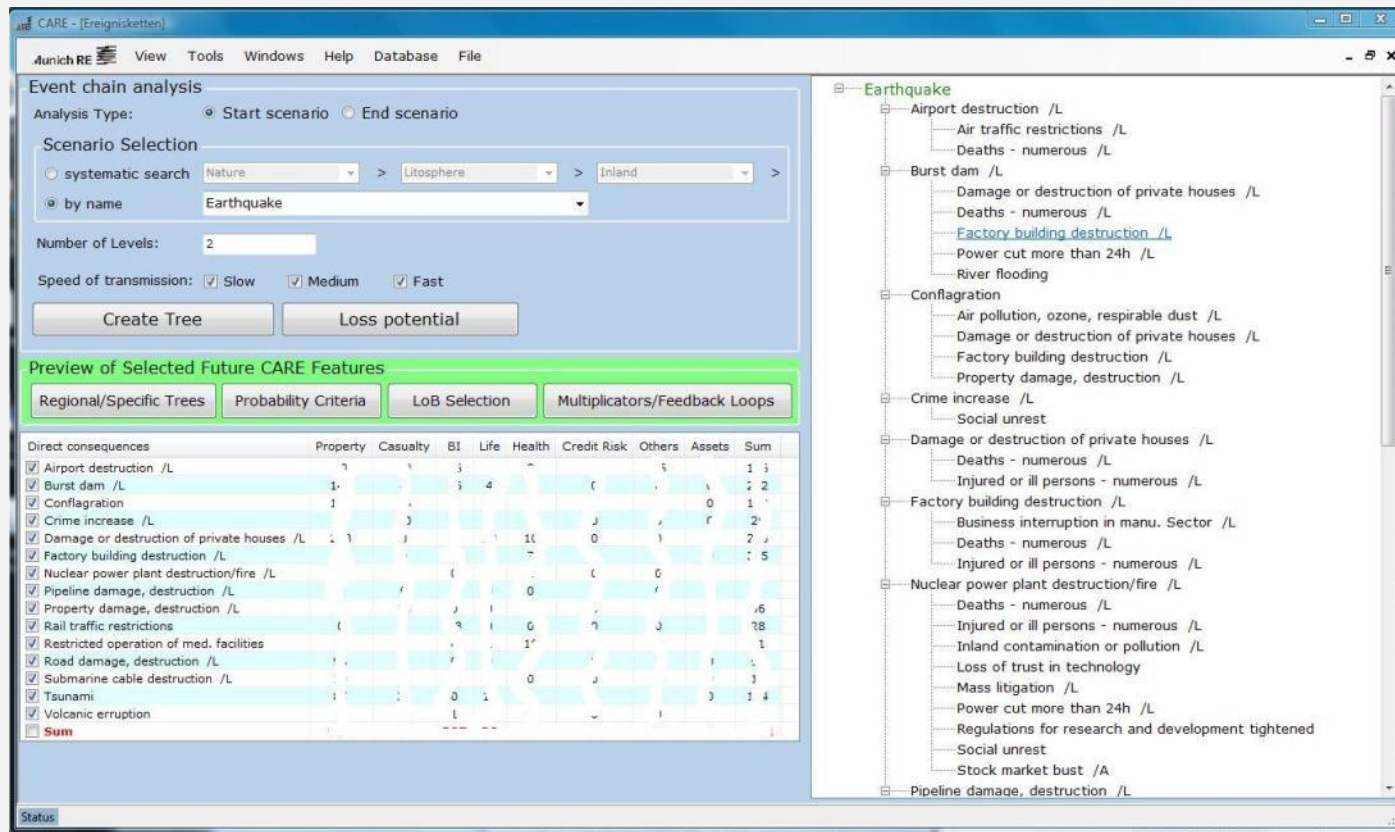 CARE - [Ereignisketten]
Munich RE View Tools Windows Help Database File
Event chain analysis
Analysis Type: Start scenario End scenario
Scenario Selection
systematic search Nature > Litosphere > Inland >
by name Earthquake
Number of Levels: 2
Speed of transmission: Slow Medium Fast
Create Tree Loss potential
Preview of Selected Future CARE Features
Regional/Specific Trees Probability Criteria LoB Selection Multiplicators/Feedback Loops
Direct consequences Property Casualty BI Life Health Credit Risk Others Assets Sum
Airport destruction /L
Burst dam /L
Conflagration
Crime increase /L
Damage or destruction of private houses /L
Factory building destruction /L
Nuclear power plant destruction/fire /L
Pipeline damage, destruction /L
Property damage, destruction /L
Rail traffic restrictions
Restricted operation of med. facilities
Road damage, destruction /L
Submarine cable destruction /L
Tsunami
Volcanic erruption
Sum
Status
Earthquake
Airport destruction /L
Air traffic restrictions /L
Deaths - numerous /L
Burst dam /L
Damage or destruction of private houses /L
Deaths - numerous /L
Factory building destruction /L
Power cut more than 24h /L
River flooding
Conflagration
Air pollution, ozone, respirable dust /L
Damage or destruction of private houses /L
Factory building destruction /L
Property damage, destruction /L
Crime increase /L
Social unrest
Damage or destruction of private houses /L
Deaths - numerous /L
Injured or ill persons - numerous /L
Factory building destruction /L
Business interruption in manu. Sector /L
Deaths - numerous /L
Injured or ill persons - numerous /L
Nuclear power plant destruction/fire /L
Deaths - numerous /L
Injured or ill persons - numerous /L
Inland contamination or pollution /L
Loss of trust in technology
Mass litigation /L
Power cut more than 24h /L
Regulations for research and development tightened
Social unrest
Stock market bust /A
Pipeline damage, destruction /L